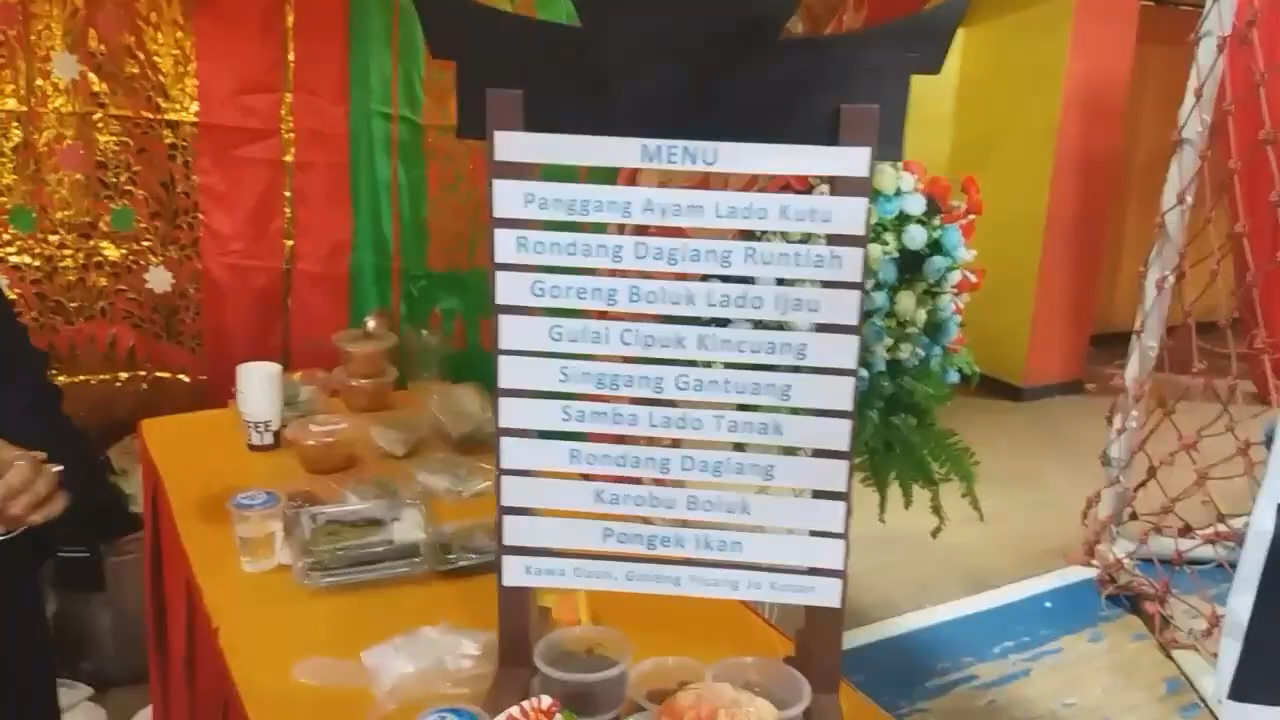 MENU
Panggang Ayam Lado Kutu
Rondang Dagiang Runtiah
Goreng Boluk Lado Ijau
Gulai Cipuk Kincuang
Singgang Gantuang
Samba Lado Tanak
Rondang Dagiang
Karobu Boluk
Pongek Ikan
Kawa Daun, Goreng Pisang Jo Katan